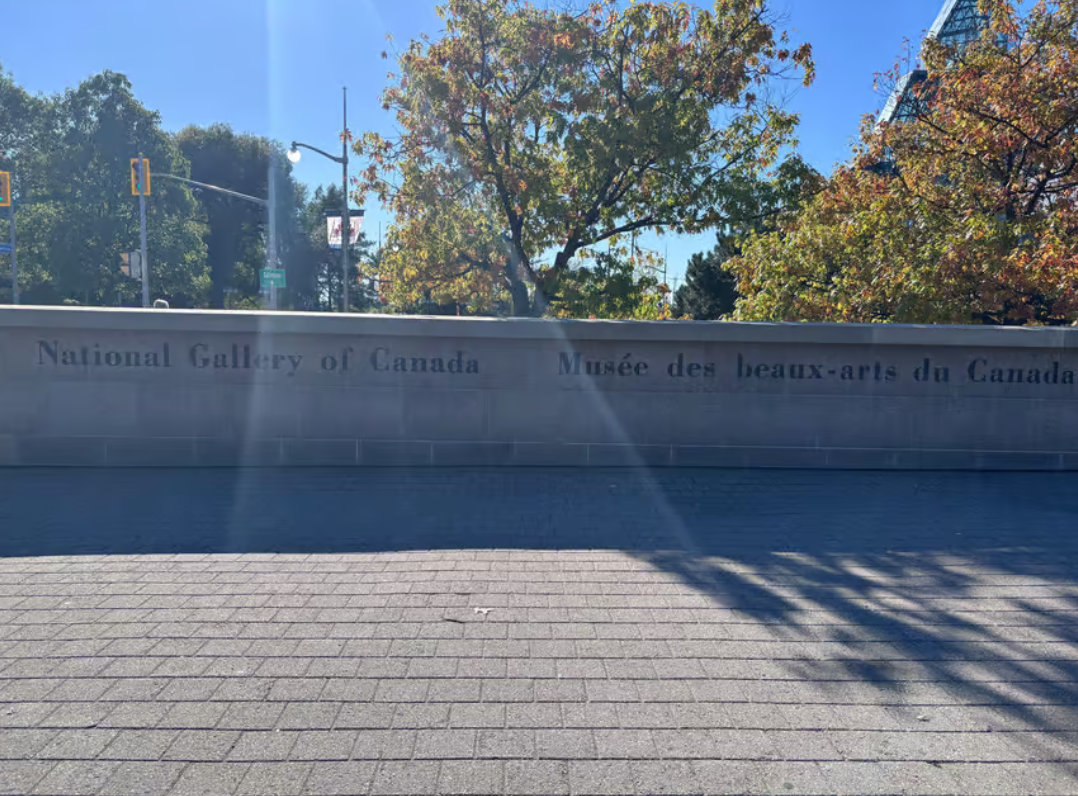 National Gallery of Canada
Musée des beaux-arts du Canada